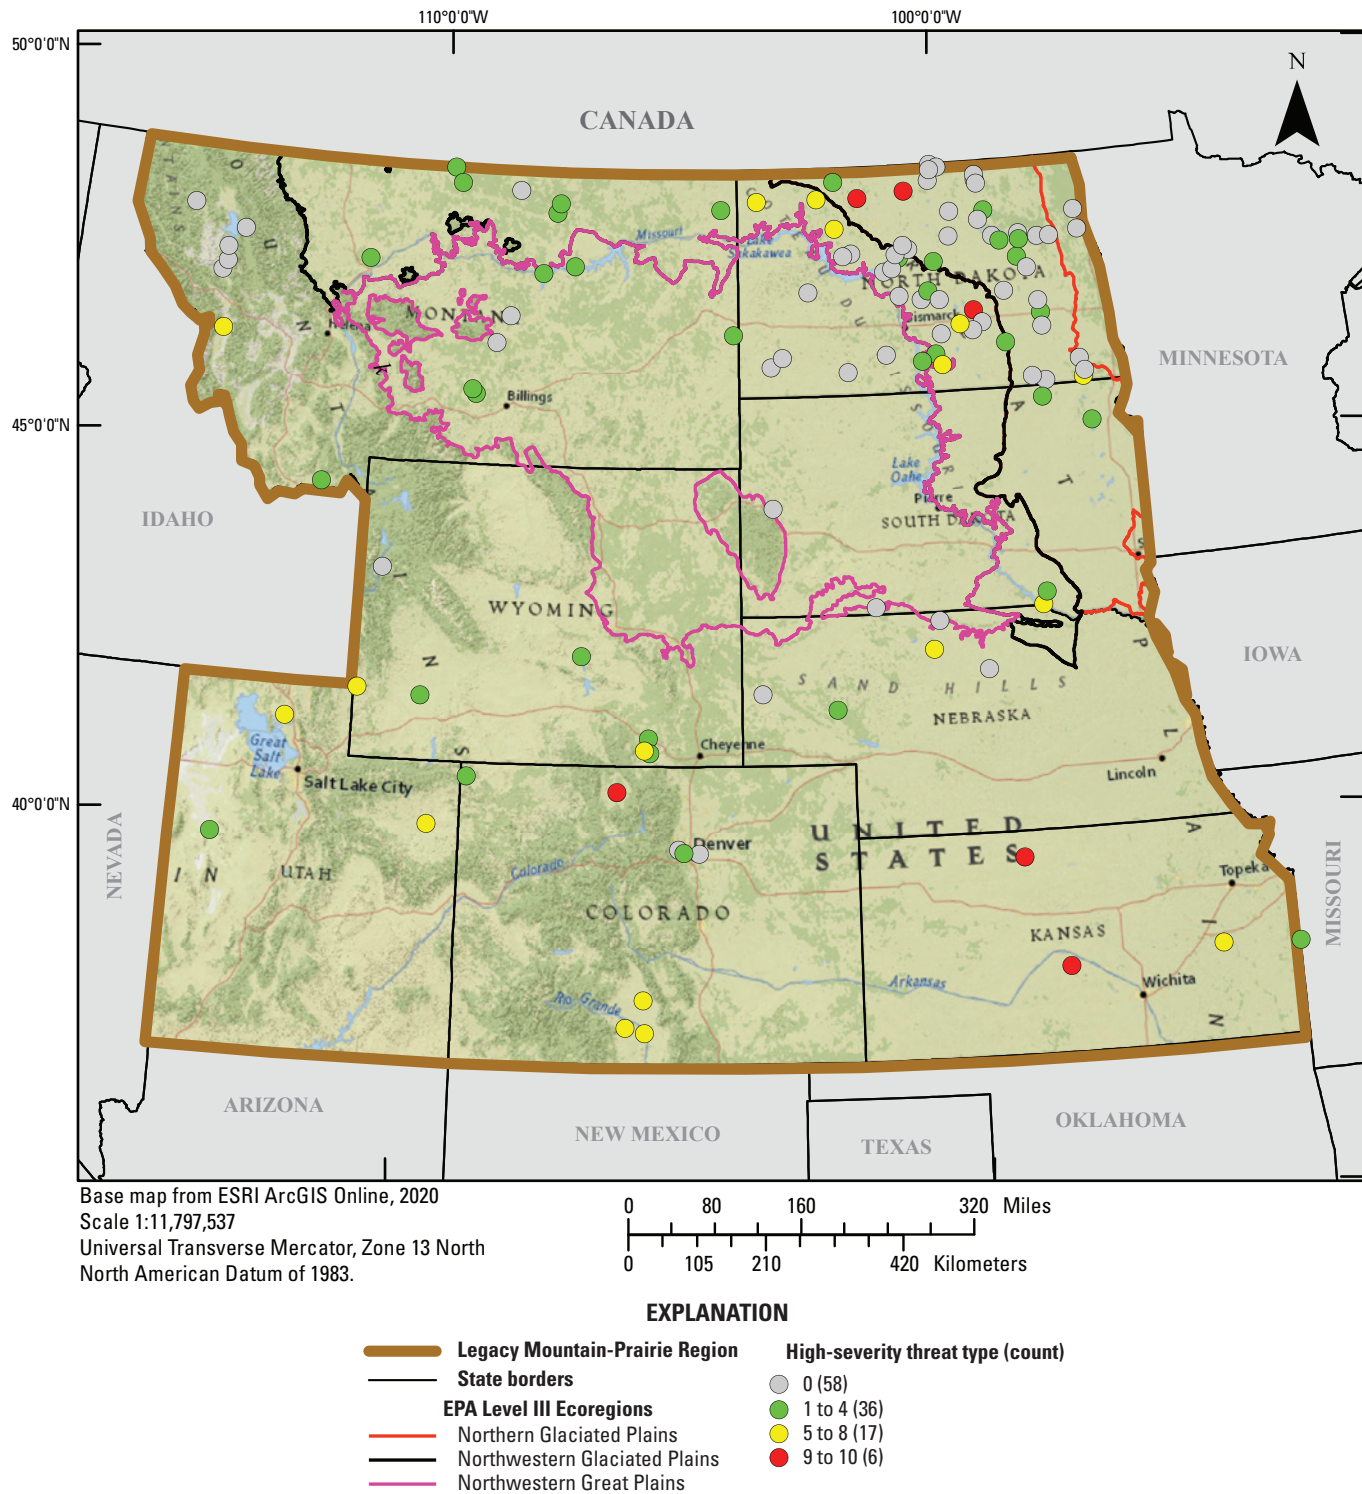 110°0'0"W
100°0'0"W
50°0'0"N
N
CANADA
Missouri
Lake
Sakakawea
NORTH DAKOTA
Bismarck
MONTANA
Helena
MINNESOTA
Billings
45°0'0"N
Lake
Oahe
Pierre
SOUTH DAKOTA
IDAHO
WYOMING
IOWA
SAND HILLS
NEBRASKA
Great
Salt
Lake
Cheyenne
Salt Lake City
Lincoln
40°0'0"N
NEVADA
UNITED
STATES
Denver
Colorado
UTAH
Topeka
COLORADO
KANSAS
MISSOURI
Arkansas
Wichita
Rio Grande
ARIZONA
NEW MEXICO
TEXAS
OKLAHOMA
Base map from ESRI ArcGIS Online, 2020
Scale 1:11,797,537
Universal Transverse Mercator, Zone 13 North
North American Datum of 1983.
0 80 160 320 Miles
0 105 210 420 Kilometers
EXPLANATION
Legacy Mountain-Prairie Region
State borders
EPA Level III Ecoregions
Northern Glaciated Plains
Northwestern Glaciated Plains
Northwestern Great Plains
High-severity threat type (count)
0 (58)
1 to 4 (36)
5 to 8 (17)
9 to 10 (6)